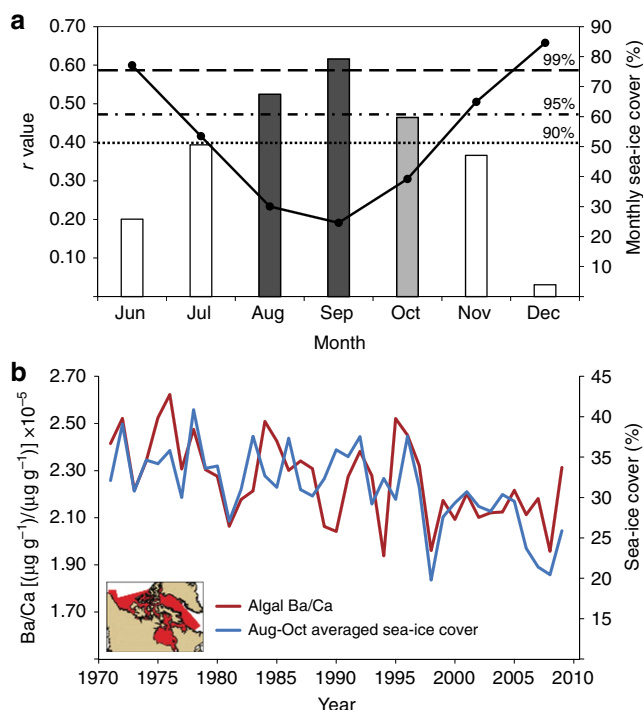 a
0.70
0.60
0.50
0.40
0.30
0.20
0.10
r value
99%
95%
90%
90
80
70
60
50
40
30
20
10
0
Monthly sea-ice cover (%)
Jun Jul Aug Sep Oct Nov Dec
Month
b
2.70
2.50
2.30
2.10
1.90
1.70
1.50
Ba/Ca [(µg g⁻¹)/(µg g⁻¹)] ×10⁻⁵
45
40
35
30
25
20
15
Sea-ice cover (%)
Algal Ba/Ca
Aug-Oct averaged sea-ice cover
1970 1975 1980 1985 1990 1995 2000 2005 2010
Year